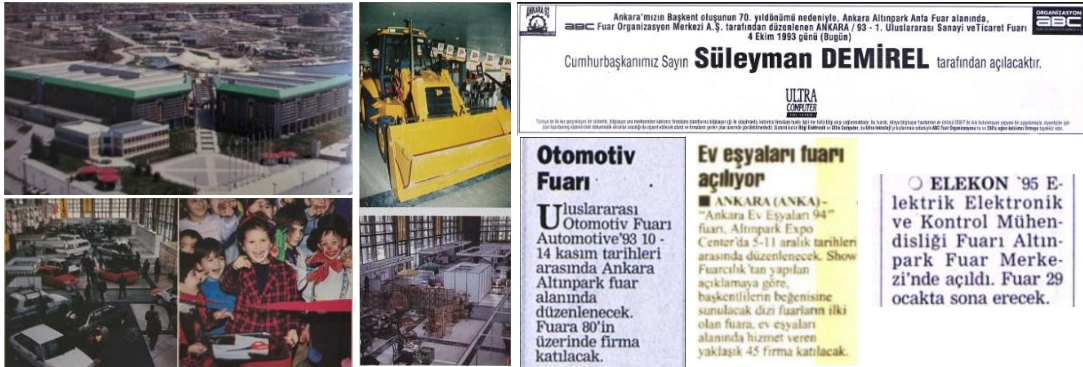 ANKARA 93
Ankara'mızın Başkent oluşunun 70. yıldönümü nedeniyle, Ankara Altınpark Anfa Fuar alanında,
ABC Fuar Organizasyon Merkezi A.Ş. tarafından düzenlenen ANKARA / 93 - 1. Uluslararası Sanayi ve Ticaret Fuarı
4 Ekim 1993 günü (Bugün)
Cumhurbaşkanımız Sayın Süleyman DEMİREL tarafından açılacaktır.
ORGANİZASYON
ABC
ULTRA
COMPUTER
Otomotiv
Fuarı
Uluslararası
Otomotiv Fuarı
Automotive'93 10 -
14 kasım tarihleri
arasında Ankara
Altınpark fuar
alanında
düzenlenecek.
Fuara 80'in
üzerinde firma
katılacak.
Ev eşyaları fuarı
açılıyor
■ ANKARA (ANKA) -
"Ankara Ev Eşyaları 94"
fuarı, Altınpark Expo
Center'da 5-11 aralık tarihleri
arasında düzenlenecek. Show
Fuarcılık'tan yapılan
açıklamaya göre,
başkentlilerin beğenisine
sunulacak dizi fuarların ilki
olan fuara, ev eşyaları
alanında hizmet veren
yaklaşık 45 firma katılacak.
❍ ELEKON '95 E-
lektrik Elektronik
ve Kontrol Mühen-
disliği Fuarı Altın-
park Fuar Merke-
zi'nde açıldı. Fuar 29
ocakta sona erecek.